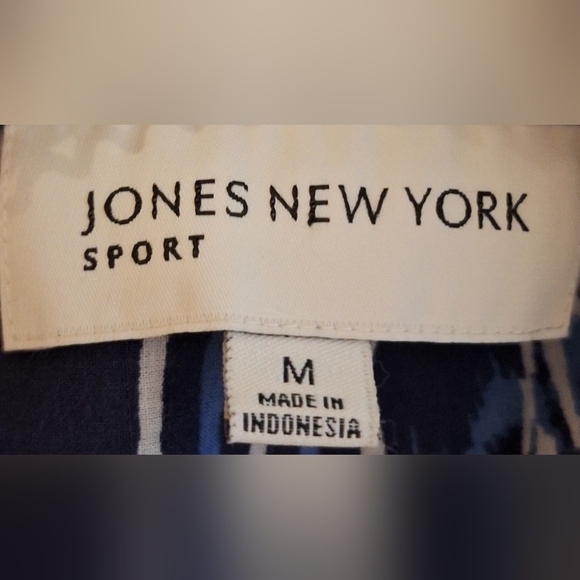 JONES NEW YORK
SPORT
M
MADE IN
INDONESIA